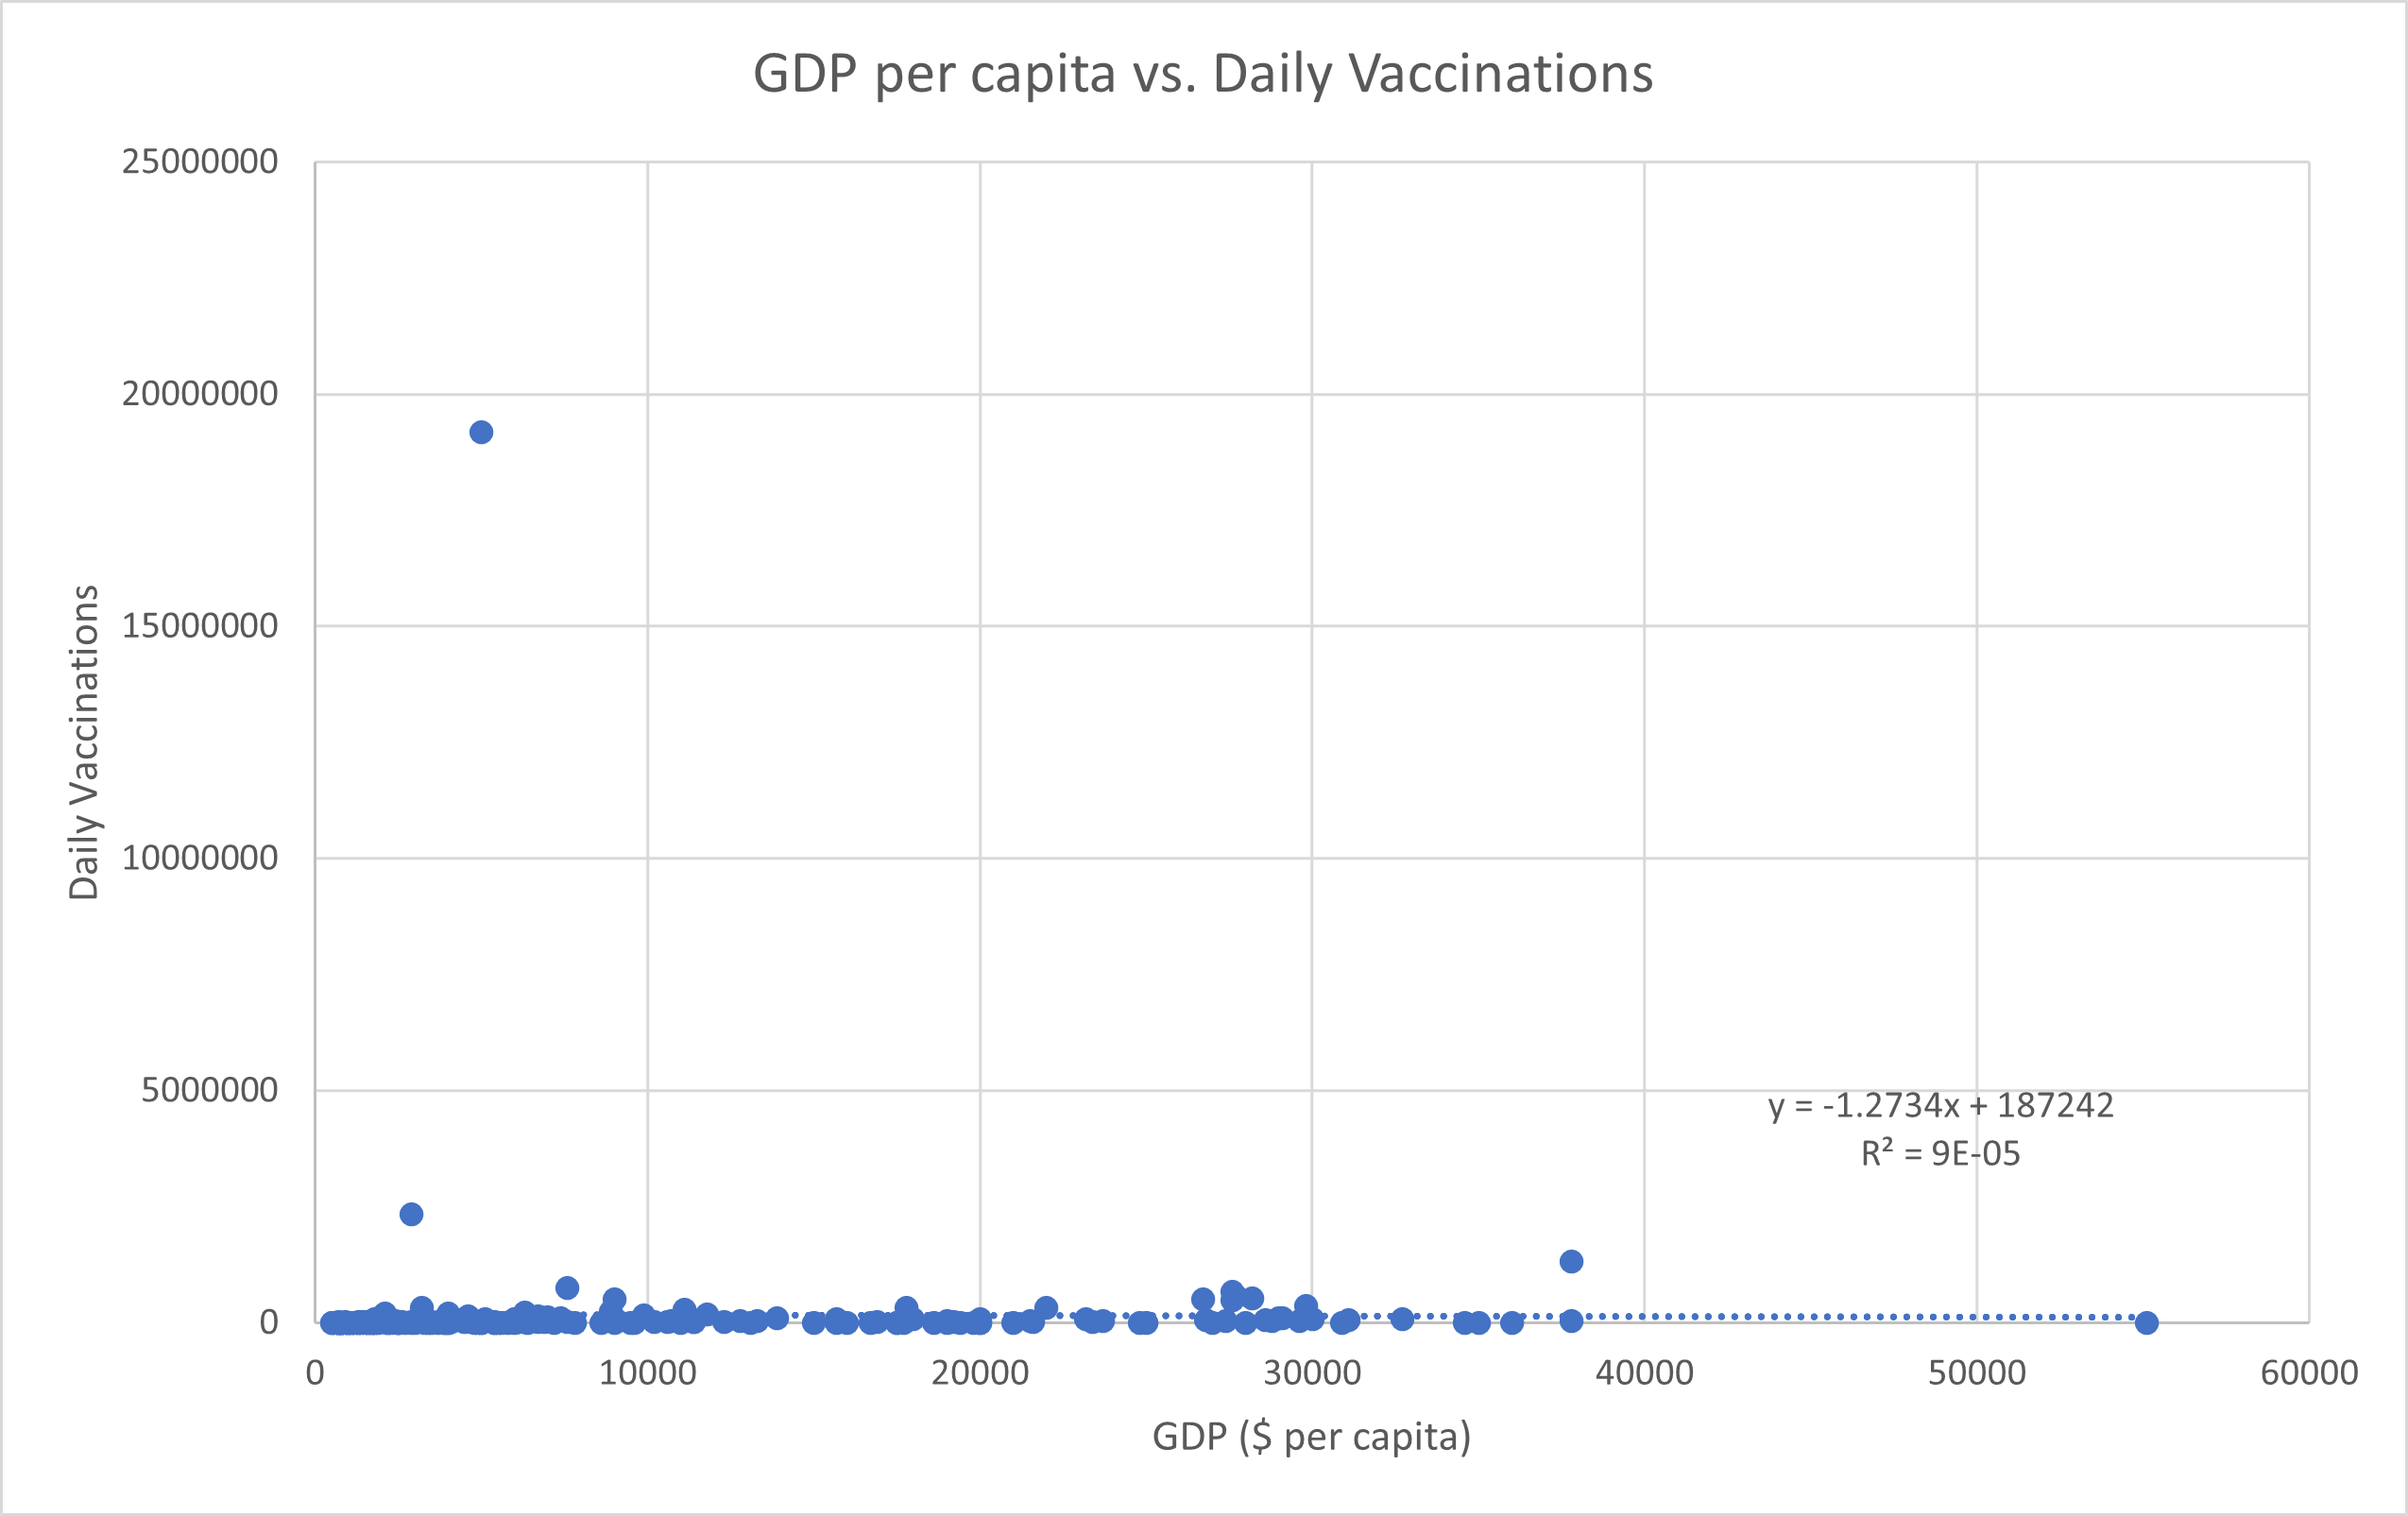 GDP per capita vs. Daily Vaccinations
25000000
20000000
15000000
10000000
5000000
0
Daily Vaccinations
y = -1.2734x + 187242
R² = 9E-05
0 10000 20000 30000 40000 50000 60000
GDP ($ per capita)